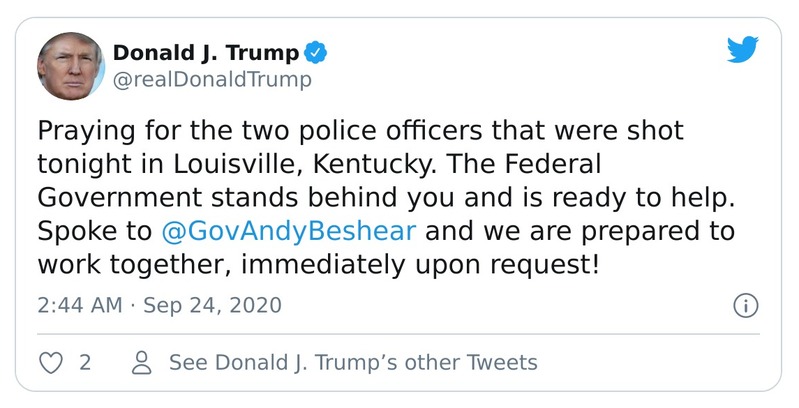 Donald J. Trump
@realDonaldTrump
Praying for the two police officers that were shot
tonight in Louisville, Kentucky. The Federal
Government stands behind you and is ready to help.
Spoke to @GovAndyBeshear and we are prepared to
work together, immediately upon request!
2:44 AM · Sep 24, 2020
2 See Donald J. Trump’s other Tweets